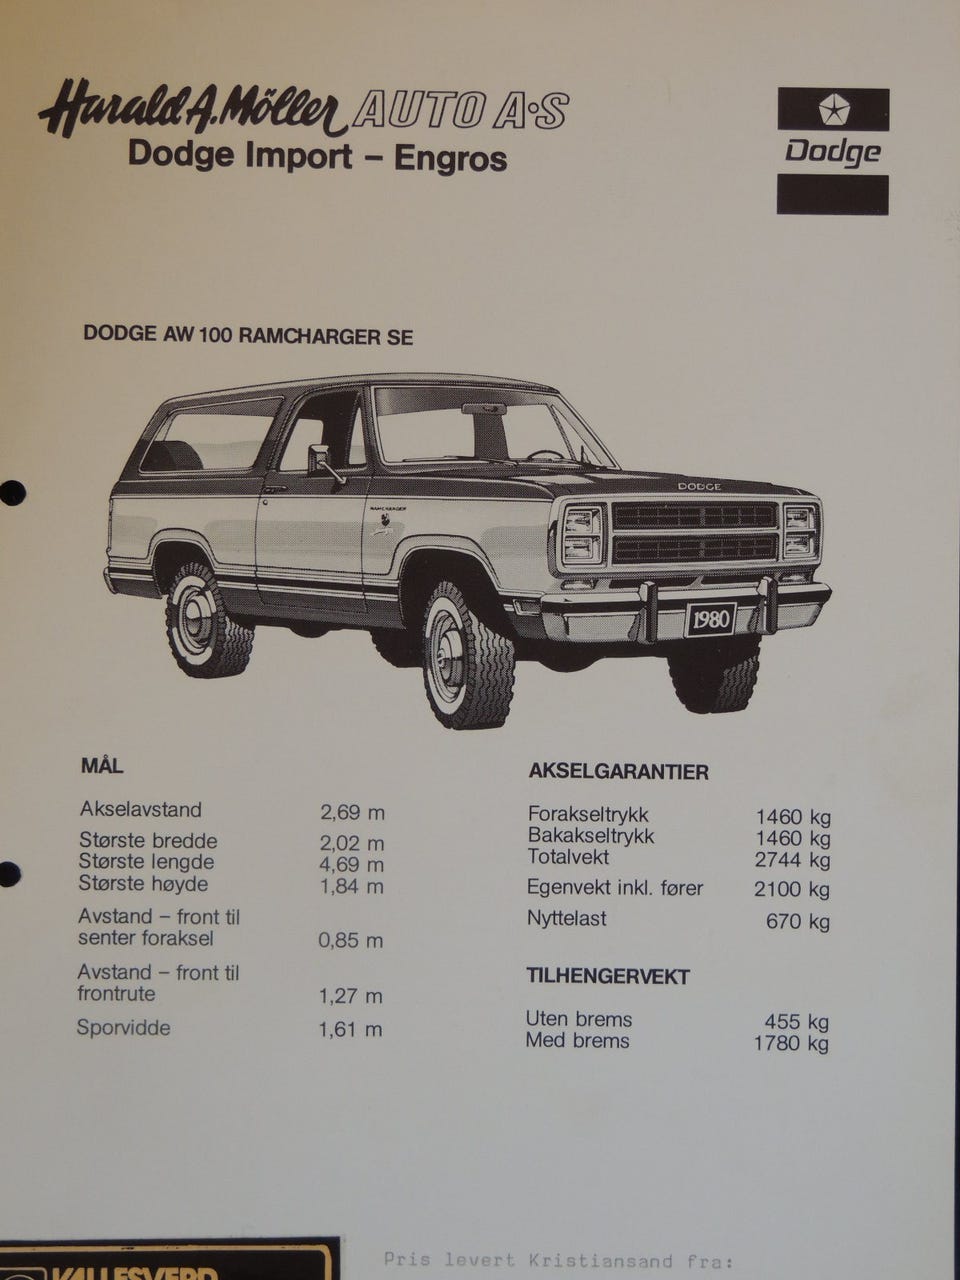 Harald A. Möller AUTO A·S
Dodge Import – Engros
Dodge
DODGE AW 100 RAMCHARGER SE
DODGE
RAMCHARGER
1980
MÅL
Akselavstand 2,69 m
Største bredde 2,02 m
Største lengde 4,69 m
Største høyde 1,84 m
Avstand – front til
senter foraksel 0,85 m
Avstand – front til
frontrute 1,27 m
Sporvidde 1,61 m
AKSELGARANTIER
Forakseltrykk 1460 kg
Bakakseltrykk 1460 kg
Totalvekt 2744 kg
Egenvekt inkl. fører 2100 kg
Nyttelast 670 kg
TILHENGERVEKT
Uten brems 455 kg
Med brems 1780 kg
Pris levert Kristiansand fra: